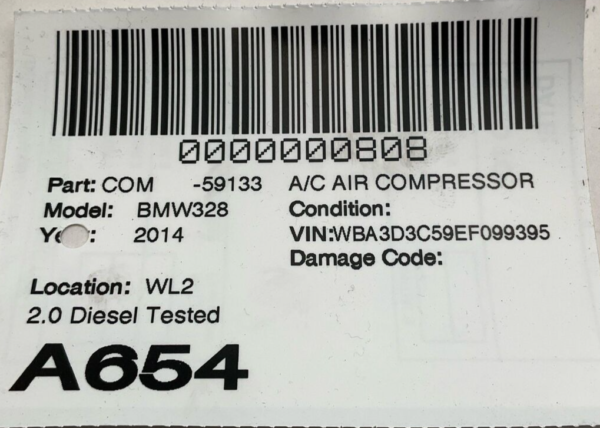 0000000808
Part: COM -59133 A/C AIR COMPRESSOR
Model: BMW328 Condition:
2014 VIN:WBA3D3C59EF099395
Damage Code:
Location: WL2
2.0 Diesel Tested
A654